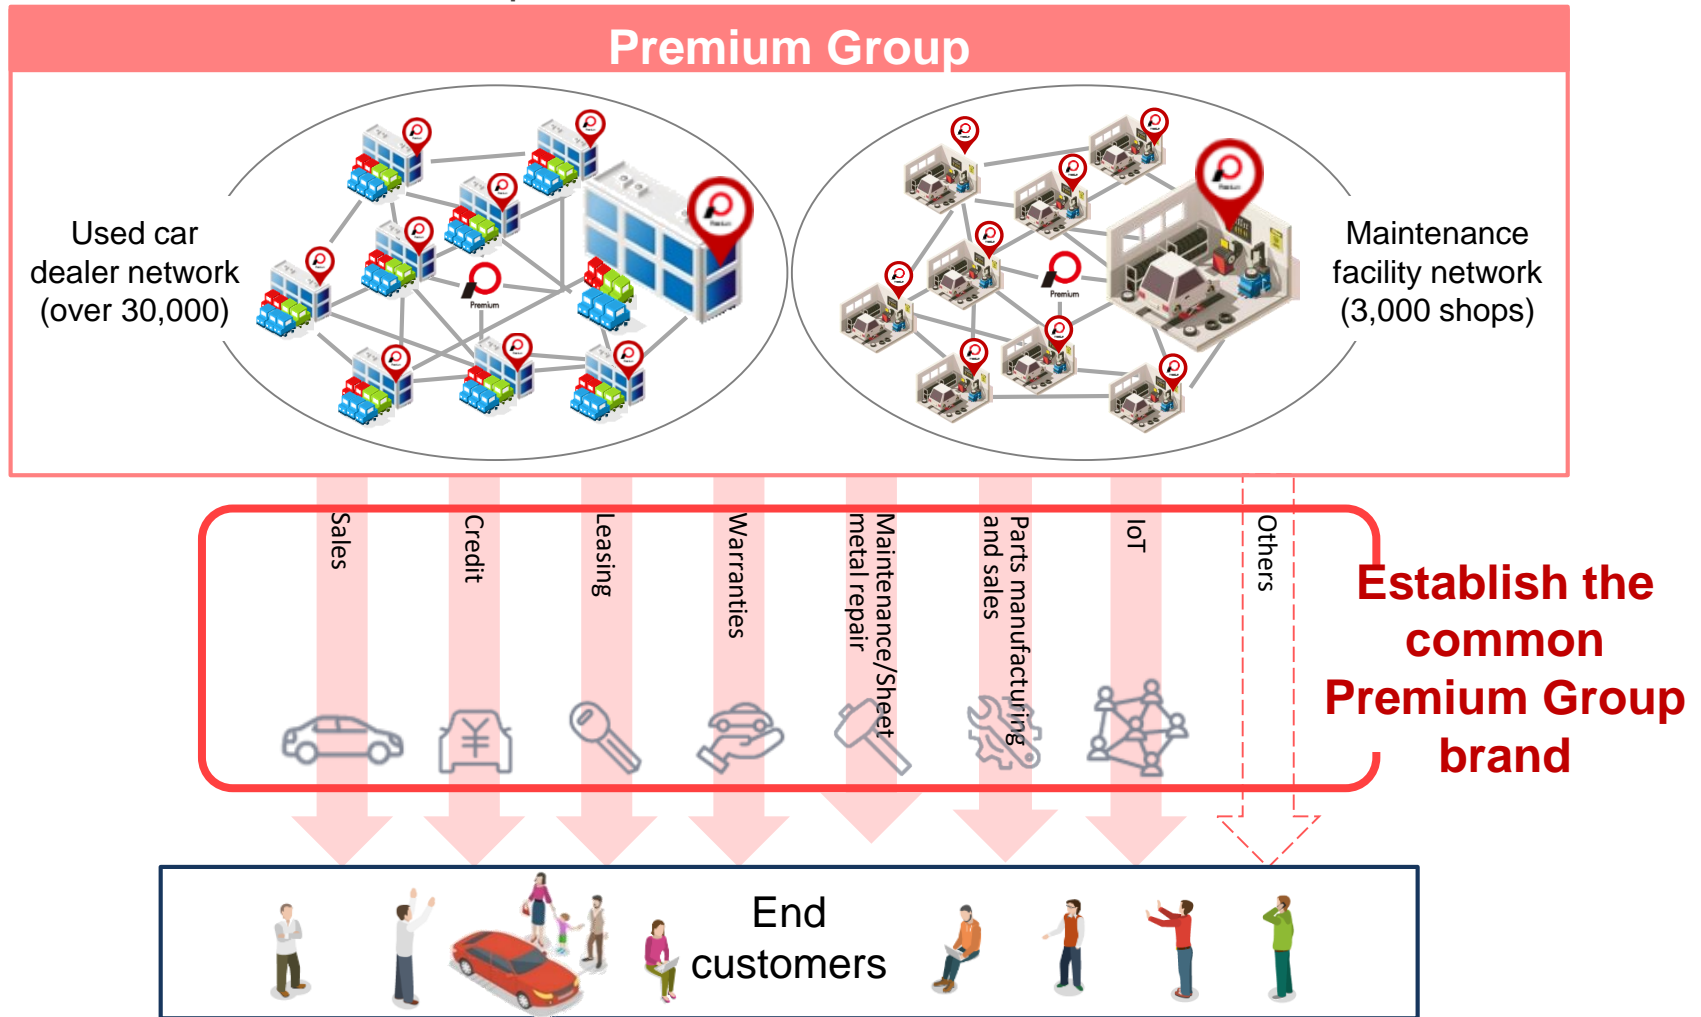 Premium Group
Used car
dealer network
(over 30,000)
Premium
Premium
Maintenance
facility network
(3,000 shops)
Sales
Credit
Leasing
Warranties
Maintenance/Sheet
metal repair
Parts manufacturing
and sales
IoT
Others
Establish the
common
Premium Group
brand
End
customers